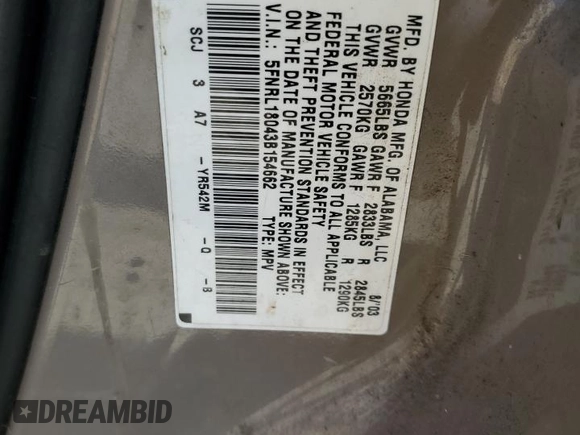 MFD. BY HONDA MFG. OF ALABAMA, LLC 8/'03
GVWR 5665LBS GAWR F 2833LBS R 2845LBS
GVWR 2570KG GAWR F 1285KG R 1290KG
THIS VEHICLE CONFORMS TO ALL APPLICABLE
FEDERAL MOTOR VEHICLE SAFETY
AND THEFT PREVENTION STANDARDS IN EFFECT
ON THE DATE OF MANUFACTURE SHOWN ABOVE:
V.I.N.: 5FNRL18043B154662 TYPE: MPV
SCJ 3 A7 -YR542M -Q -B
DREAMBID